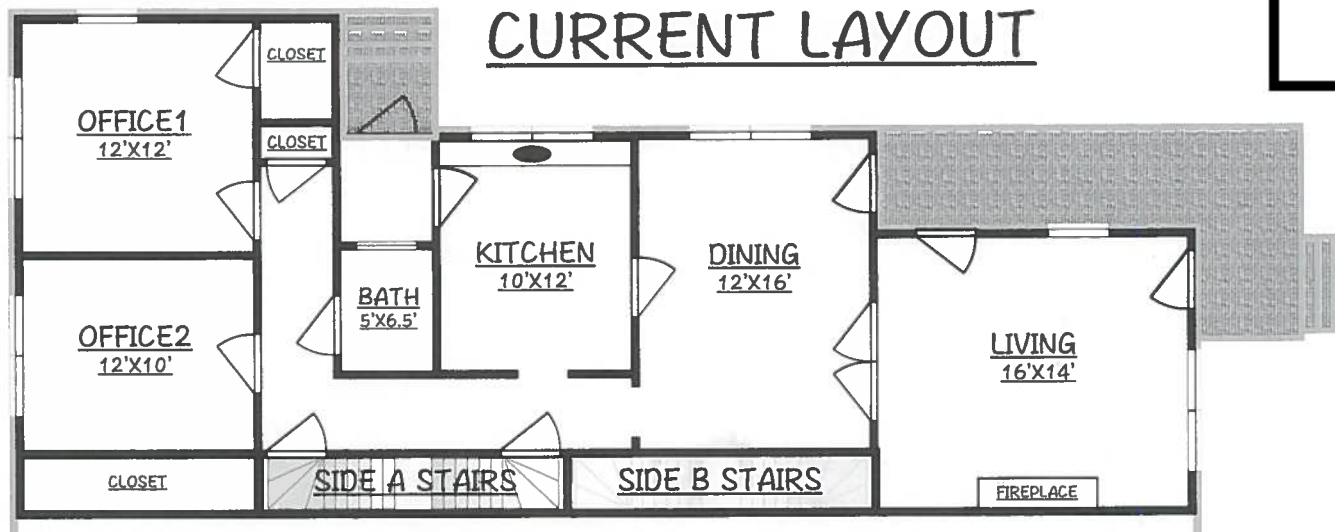 CURRENT LAYOUT
CLOSET
OFFICE1
12'X12'
CLOSET
KITCHEN
10'X12'
DINING
12'X16'
BATH
5'X6.5'
OFFICE2
12'X10'
LIVING
16'X14'
CLOSET
SIDE A STAIRS
SIDE B STAIRS
FIREPLACE